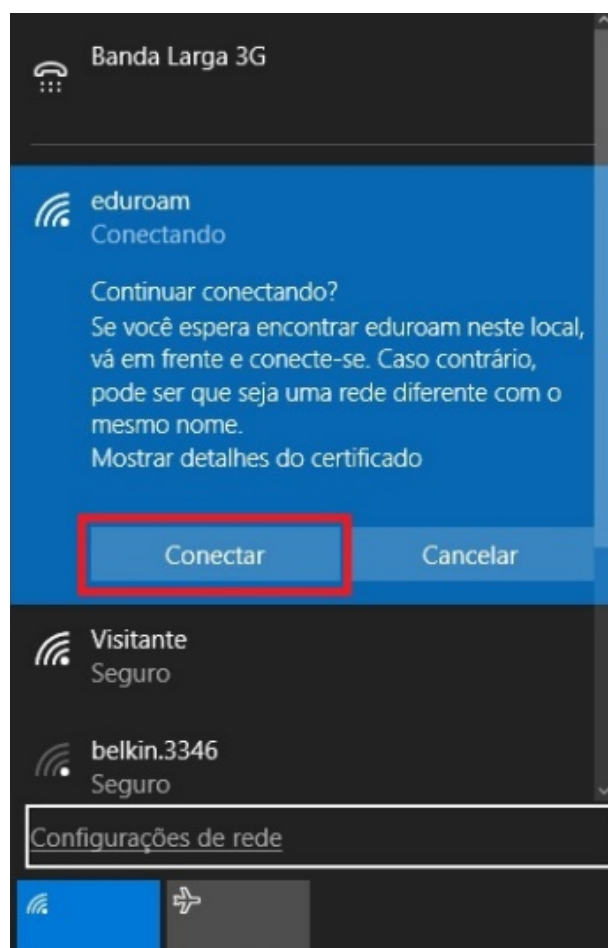 Banda Larga 3G
eduroam
Conectando
Continuar conectando?
Se você espera encontrar eduroam neste local,
vá em frente e conecte-se. Caso contrário,
pode ser que seja uma rede diferente com o
mesmo nome.
Mostrar detalhes do certificado
Conectar Cancelar
Visitante
Seguro
belkin.3346
Seguro
Configurações de rede